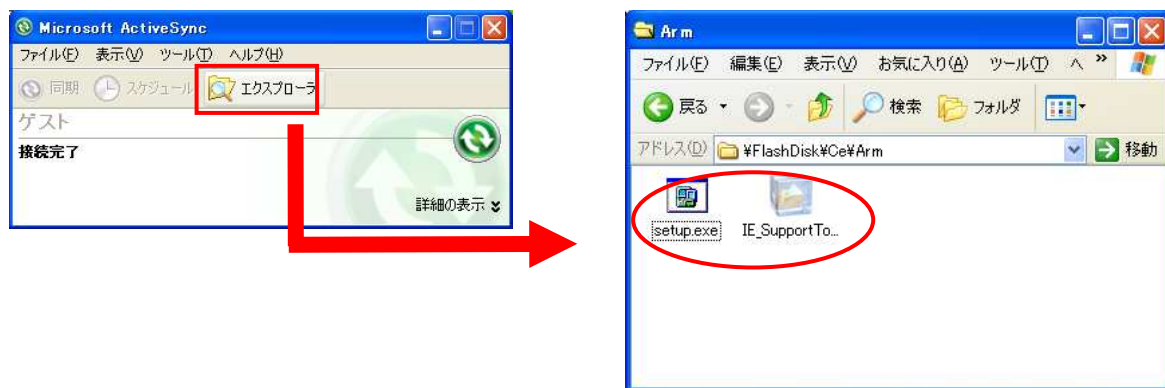 Microsoft ActiveSync
ファイル(F) 表示(V) ツール(T) ヘルプ(H)
同期 スケジュール エクスプローラ
ゲスト
接続完了
詳細の表示
Arm
ファイル(F) 編集(E) 表示(V) お気に入り(A) ツール(T) ヘ »
戻る 検索 フォルダ
アドレス(D) ¥FlashDisk¥Ce¥Arm 移動
setup.exe IE_SupportTo...